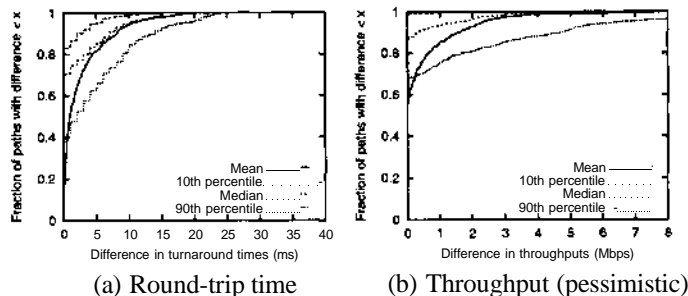 Fraction of paths with difference < x
1
0.8
0.6
0.4
0.2
0
Mean
10th percentile
Median
90th percentile
0 5 10 15 20 25 30 35 40
Difference in turnaround times (ms)
(a) Round-trip time
Fraction of paths with difference < x
1
0.8
0.6
0.4
0.2
0
Mean
10th percentile
Median
90th percentile
0 1 2 3 4 5 6 7 8
Difference in throughputs (Mbps)
(b) Throughput (pessimistic)